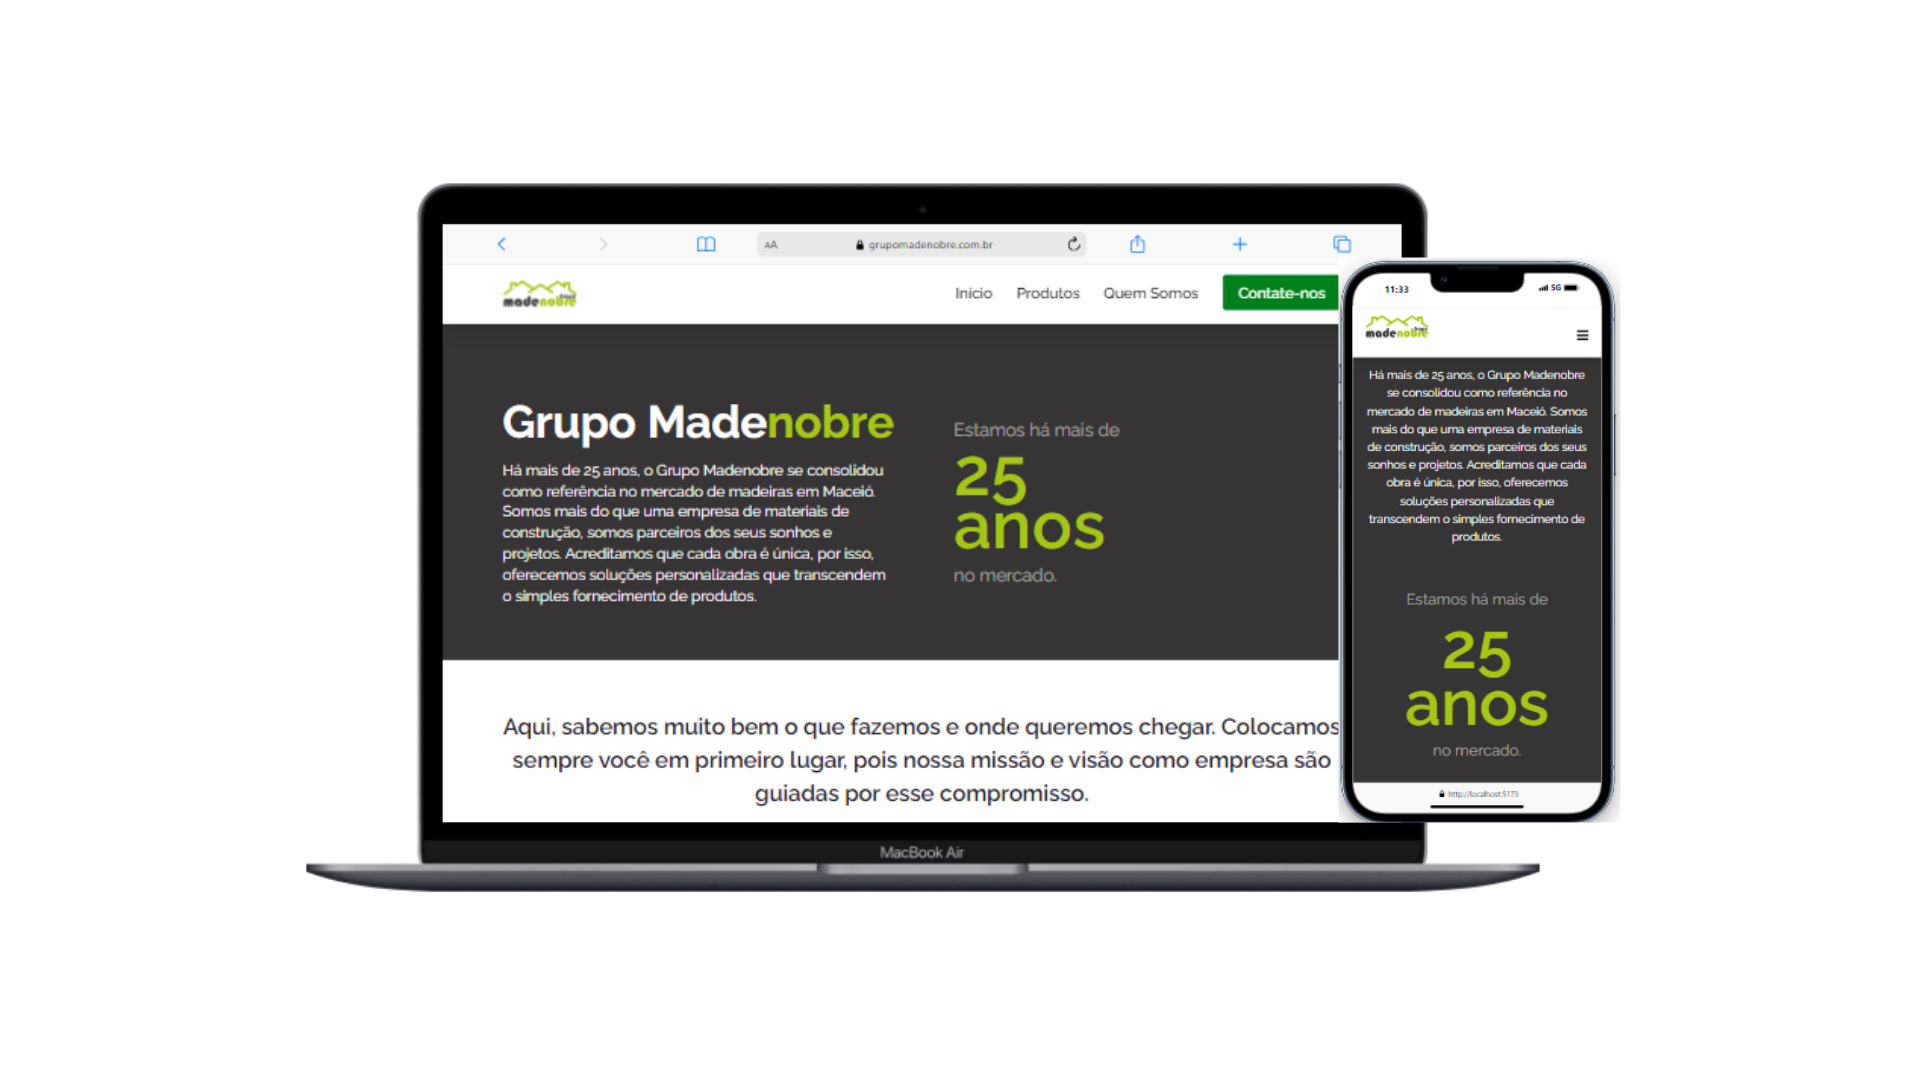 AA
grupomadenobre.com.br
Grupo
madenobre
Inicio
Produtos
Quem Somos
Contate-nos
Grupo Madenobre
Há mais de 25 anos, o Grupo Madenobre se consolidou
como referência no mercado de madeiras em Maceió.
Somos mais do que uma empresa de materiais de
construção, somos parceiros dos seus sonhos e
projetos. Acreditamos que cada obra é única, por isso,
oferecemos soluções personalizadas que transcendem
o simples fornecimento de produtos.
Estamos há mais de
25
anos
no mercado.
Aqui, sabemos muito bem o que fazemos e onde queremos chegar. Colocamos
sempre você em primeiro lugar, pois nossa missão e visão como empresa são
guiadas por esse compromisso.
MacBook Air
11:33
5G
Grupo
madenobre
Há mais de 25 anos, o Grupo Madenobre
se consolidou como referência no
mercado de madeiras em Maceió. Somos
mais do que uma empresa de materiais
de construção, somos parceiros dos seus
sonhos e projetos. Acreditamos que cada
obra é única, por isso, oferecemos
soluções personalizadas que
transcendem o simples fornecimento de
produtos.
Estamos há mais de
25
anos
no mercado.
http://localhost:5173